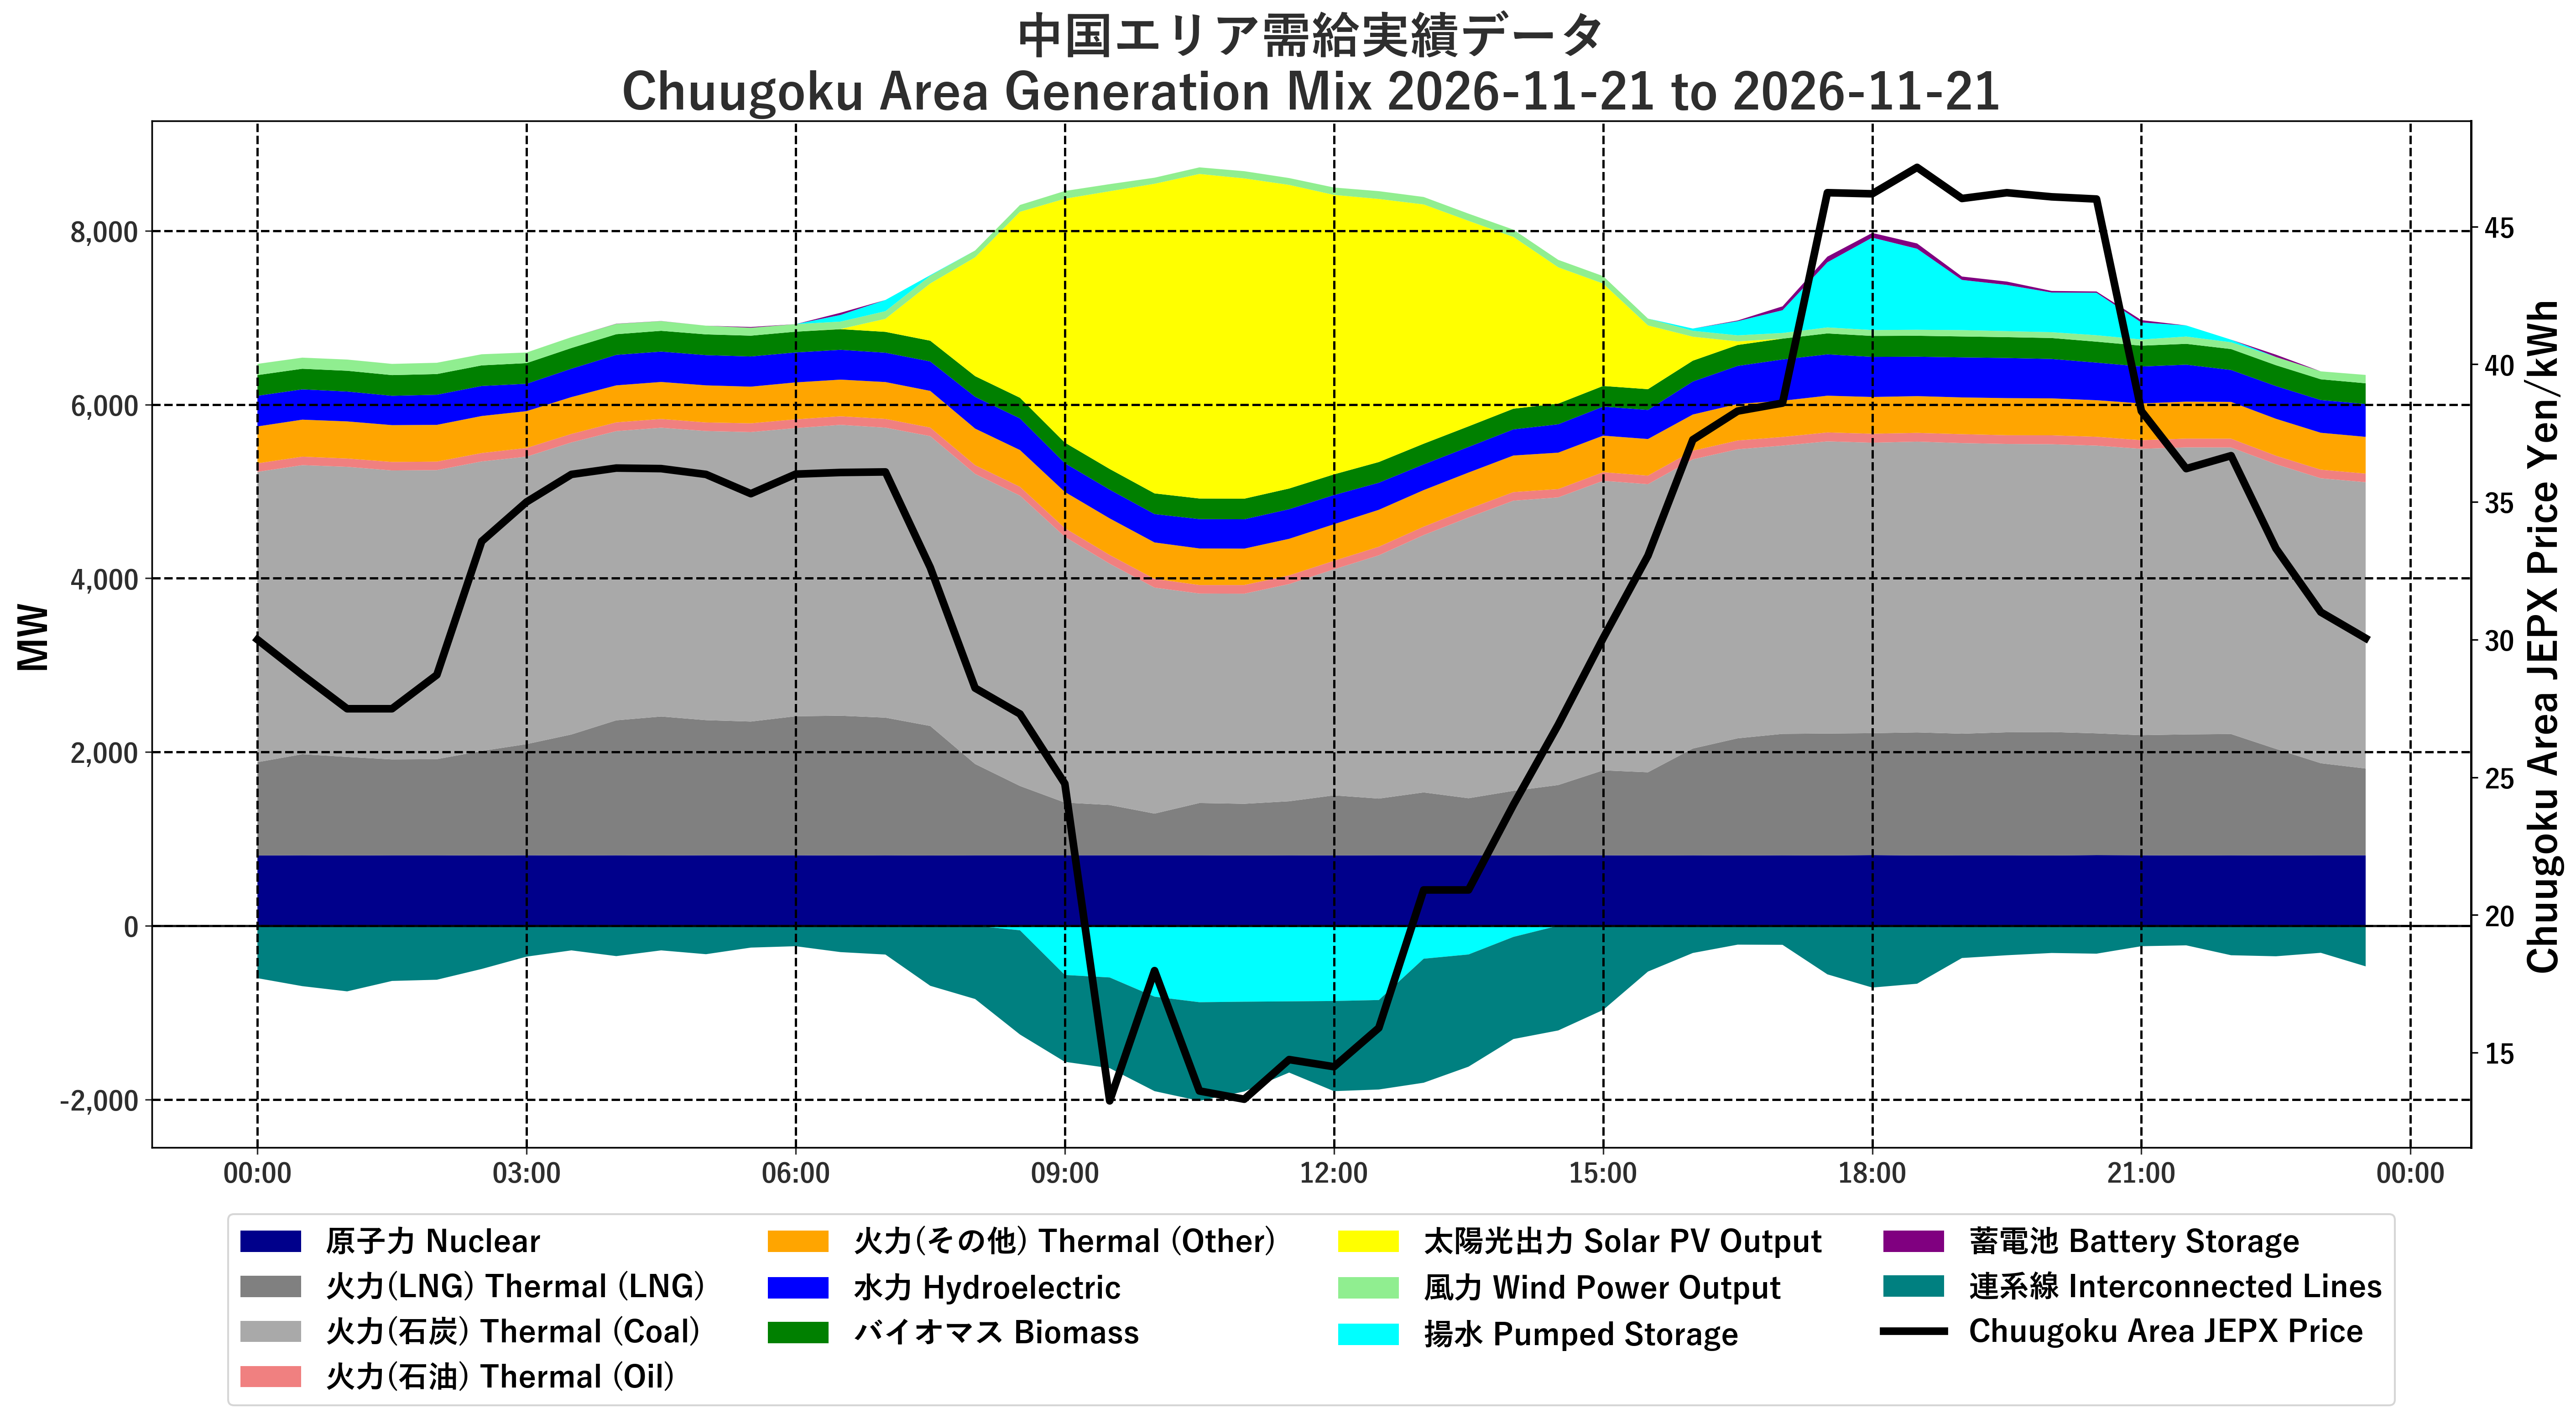 中国エリア需給実績データ
Chuugoku Area Generation Mix 2026-11-21 to 2026-11-21
MW
8,000
6,000
4,000
2,000
0
-2,000
45
40
35
30
25
20
15
Chuugoku Area JEPX Price Yen/kWh
00:00 03:00 06:00 09:00 12:00 15:00 18:00 21:00 00:00
原子力 Nuclear
火力(LNG) Thermal (LNG)
火力(石炭) Thermal (Coal)
火力(石油) Thermal (Oil)
火力(その他) Thermal (Other)
水力 Hydroelectric
バイオマス Biomass
太陽光出力 Solar PV Output
風力 Wind Power Output
揚水 Pumped Storage
蓄電池 Battery Storage
連系線 Interconnected Lines
Chuugoku Area JEPX Price